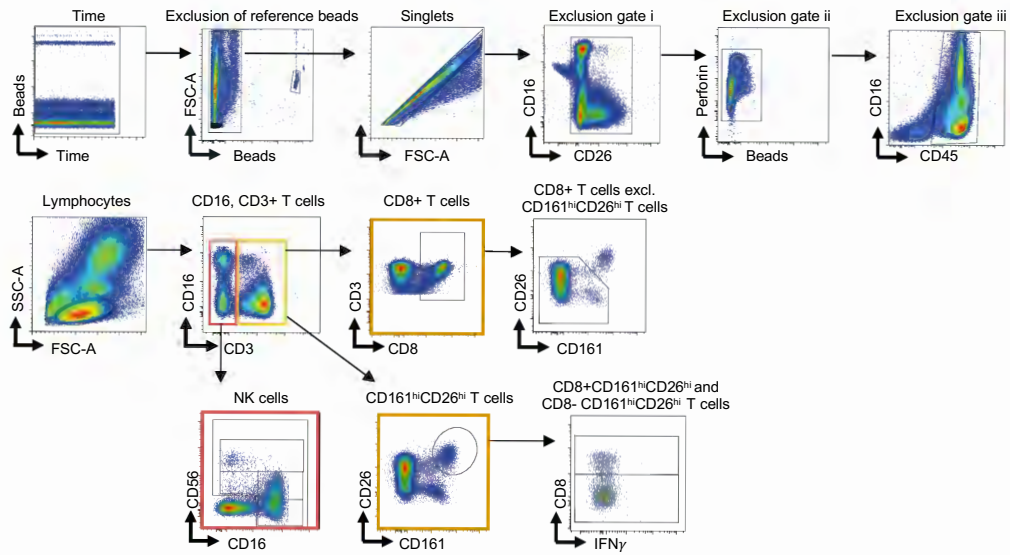 Time
Exclusion of reference beads
Singlets
Exclusion gate i
Exclusion gate ii
Exclusion gate iii
Beads
Time
FSC-A
Beads
FSC-A
CD16
CD26
Perforin
Beads
CD16
CD45
Lymphocytes
CD16, CD3+ T cells
CD8+ T cells
CD8+ T cells excl.
CD161hiCD26hi T cells
SSC-A
FSC-A
CD16
CD3
CD3
CD8
CD26
CD161
NK cells
CD161hiCD26hi T cells
CD8+CD161hiCD26hi and
CD8- CD161hiCD26hi T cells
CD56
CD16
CD26
CD161
CD8
IFNγ